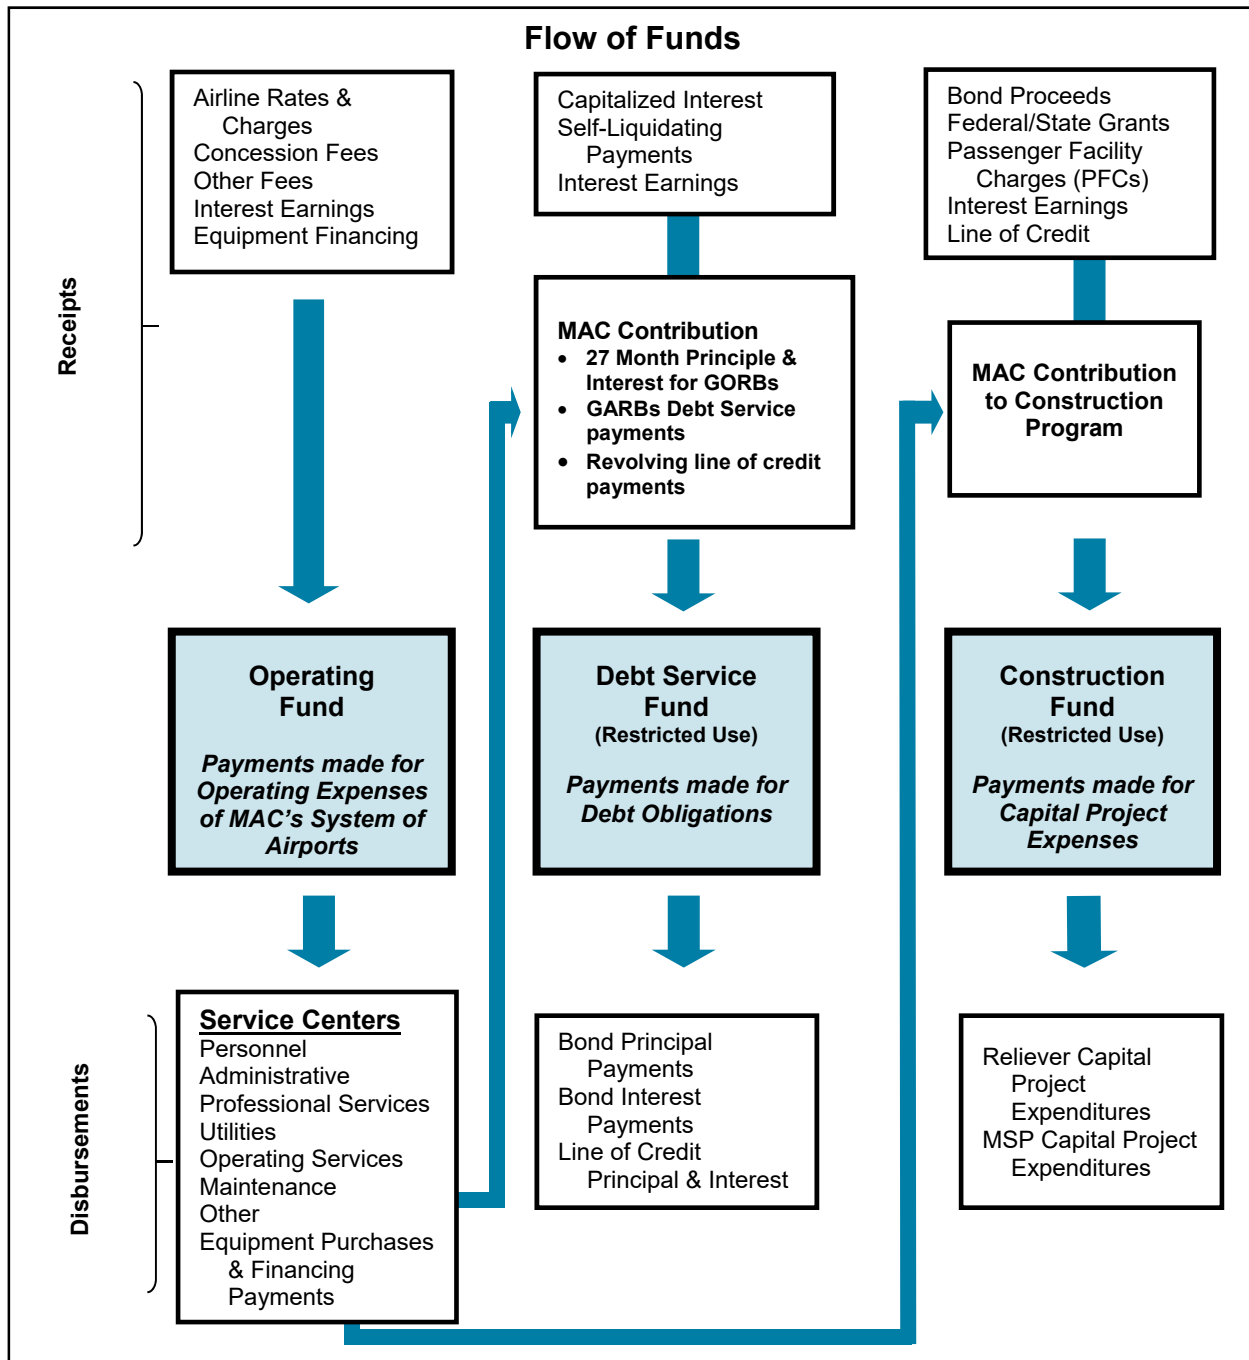 Flow of Funds
Receipts
Airline Rates &
Charges
Concession Fees
Other Fees
Interest Earnings
Equipment Financing
Capitalized Interest
Self-Liquidating
Payments
Interest Earnings
Bond Proceeds
Federal/State Grants
Passenger Facility
Charges (PFCs)
Interest Earnings
Line of Credit
MAC Contribution
• 27 Month Principle &
Interest for GORBs
• GARBs Debt Service
payments
• Revolving line of credit
payments
MAC Contribution
to Construction
Program
Operating
Fund
Payments made for
Operating Expenses
of MAC’s System of
Airports
Debt Service
Fund
(Restricted Use)
Payments made for
Debt Obligations
Construction
Fund
(Restricted Use)
Payments made for
Capital Project
Expenses
Disbursements
Service Centers
Personnel
Administrative
Professional Services
Utilities
Operating Services
Maintenance
Other
Equipment Purchases
& Financing
Payments
Bond Principal
Payments
Bond Interest
Payments
Line of Credit
Principal & Interest
Reliever Capital
Project
Expenditures
MSP Capital Project
Expenditures